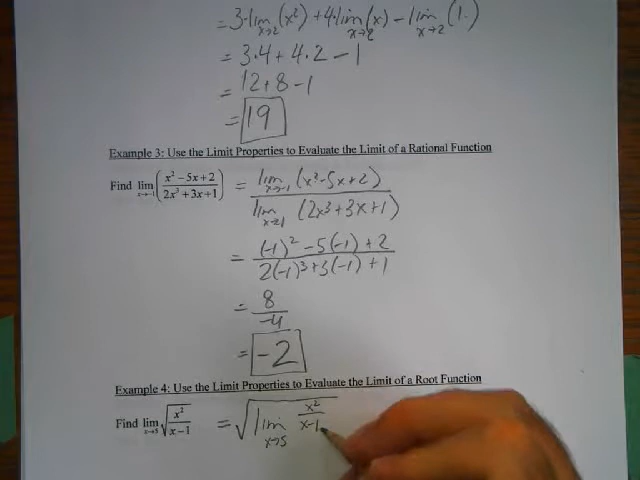 = 3·lim x→2 (x²) + 4·lim x→2 (x) − lim x→2 (1)
= 3·4 + 4·2 − 1
= 12 + 8 − 1
= 19
Example 3: Use the Limit Properties to Evaluate the Limit of a Rational Function
Find lim x→−1 ((x² − 5x + 2)/(2x³ + 3x + 1)) = lim x→−1 (x² − 5x + 2) / lim x→−1 (2x³ + 3x + 1)
= ((−1)² − 5(−1) + 2) / (2(−1)³ + 3(−1) + 1)
= 8/−4
= −2
Example 4: Use the Limit Properties to Evaluate the Limit of a Root Function
Find lim x→5 √(x²/(x−1)) = √(lim x→5 x²/(x−1))